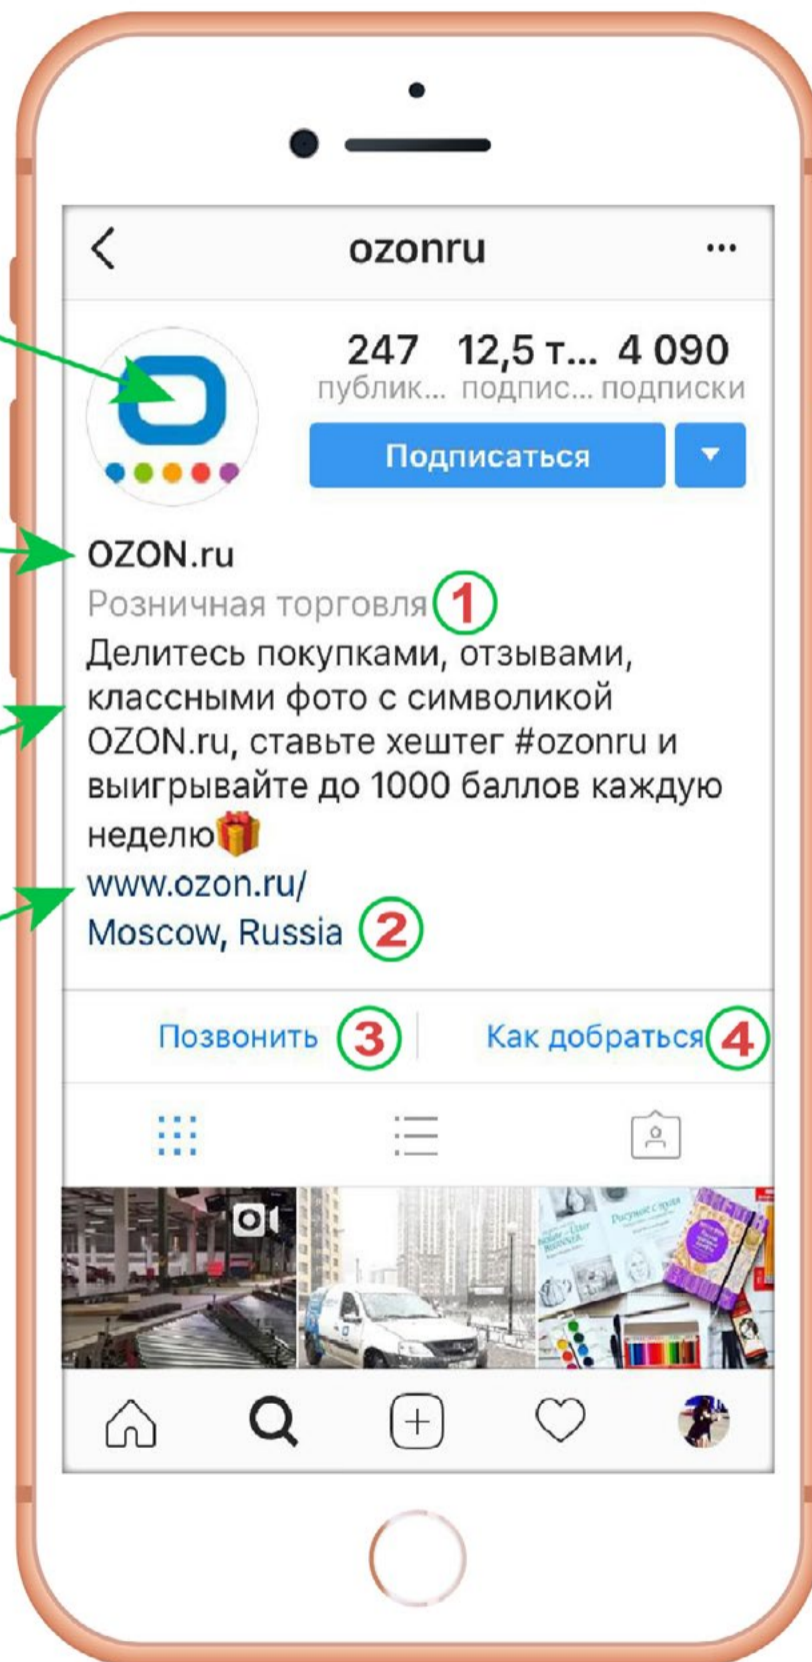 ozonru
247 12,5 т... 4 090
публик... подпис... подписки
Подписаться
OZON.ru
Розничная торговля 1
Делитесь покупками, отзывами,
классными фото с символикой
OZON.ru, ставьте хештег #ozonru и
выигрывайте до 1000 баллов каждую
неделю🎁
www.ozon.ru/
Moscow, Russia 2
Позвонить 3 Как добраться 4